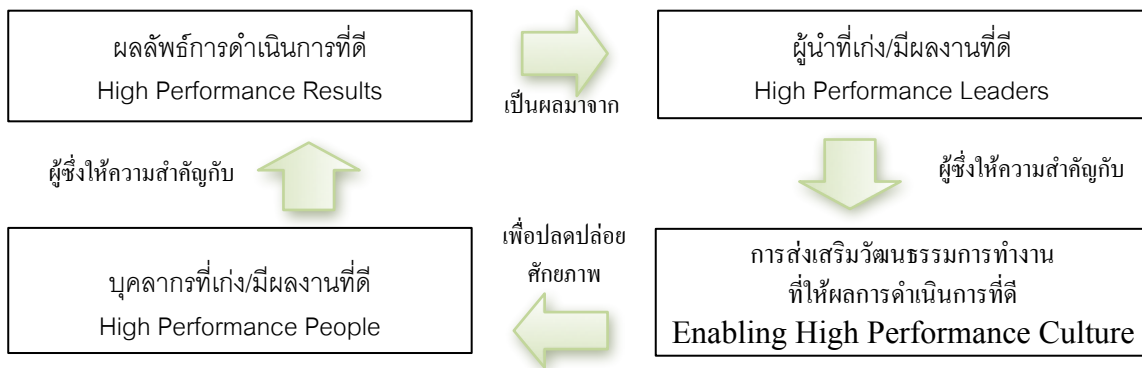 ผลลัพธ์การดำเนินการที่ดี
High Performance Results
เป็นผลมาจาก
ผู้นำที่เก่ง/มีผลงานที่ดี
High Performance Leaders
ผู้ซึ่งให้ความสำคัญกับ
ผู้ซึ่งให้ความสำคัญกับ
บุคลากรที่เก่ง/มีผลงานที่ดี
High Performance People
เพื่อปลดปล่อย
ศักยภาพ
การส่งเสริมวัฒนธรรมการทำงาน
ที่ให้ผลการดำเนินการที่ดี
Enabling High Performance Culture